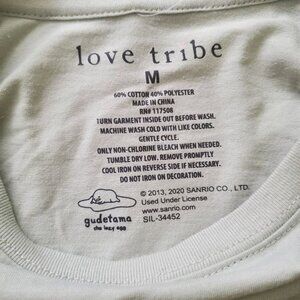 love tribe
M
60% COTTON 40% POLYESTER
MADE IN CHINA
RN# 117508
TURN GARMENT INSIDE OUT BEFORE WASH.
MACHINE WASH COLD WITH LIKE COLORS.
GENTLE CYCLE.
ONLY NON-CHLORINE BLEACH WHEN NEEDED.
TUMBLE DRY LOW. REMOVE PROMPTLY
COOL IRON ON REVERSE SIDE IF NECESSARY.
DO NOT IRON ON DECORATION.
© 2013, 2020 SANRIO CO., LTD.
Used Under License
www.sanrio.com
SIL-34452
gudetama
the lazy egg